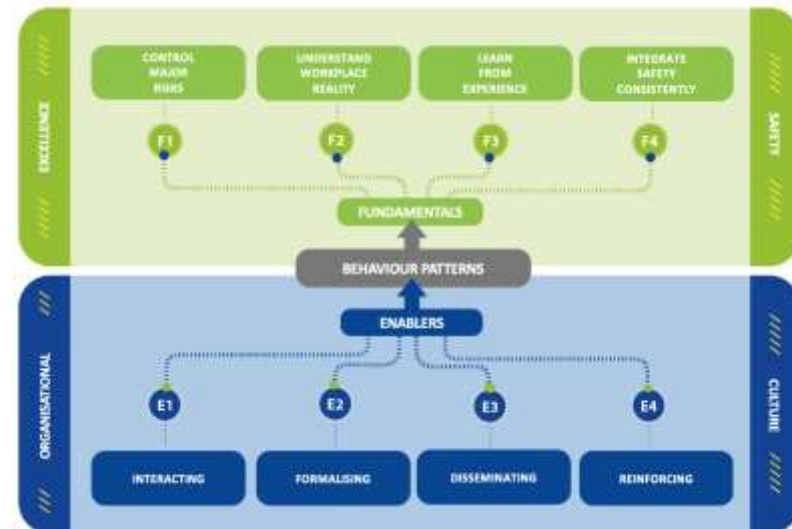 EXCELLENCE
SAFETY
CONTROL
MAJOR
RISKS
UNDERSTAND
WORKPLACE
REALITY
LEARN
FROM
EXPERIENCE
INTEGRATE
SAFETY
CONSISTENTLY
F1
F2
F3
F4
FUNDAMENTALS
BEHAVIOUR PATTERNS
ENABLERS
ORGANISATIONAL
CULTURE
E1
E2
E3
E4
INTERACTING
FORMALISING
DISSEMINATING
REINFORCING